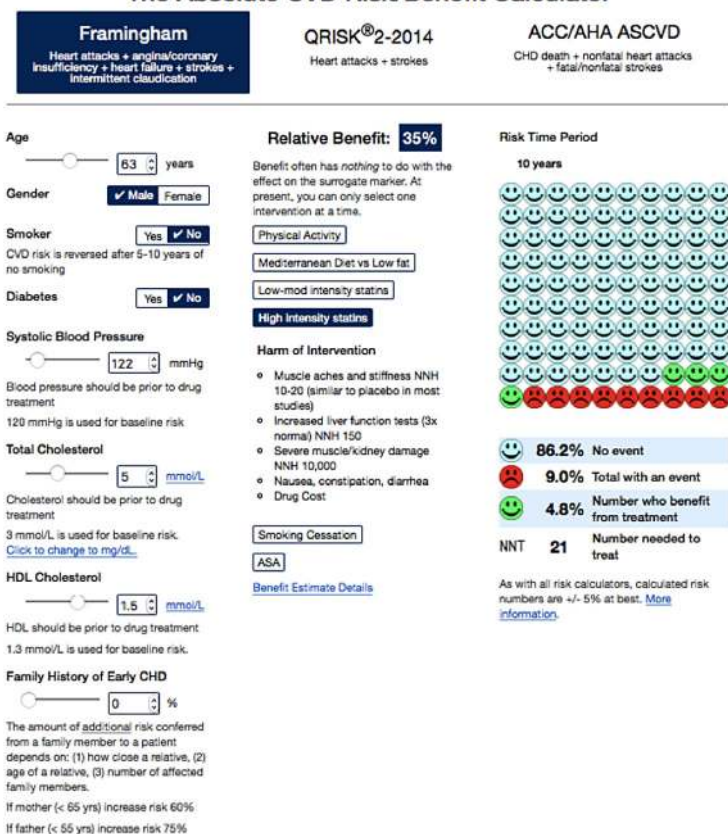 The Absolute CVD Risk/Benefit Calculator
Framingham
Heart attacks + angina/coronary
insufficiency + heart failure + strokes +
intermittent claudication
QRISK®2-2014
Heart attacks + strokes
ACC/AHA ASCVD
CHD death + nonfatal heart attacks
+ fatal/nonfatal strokes
Age
63 years
Gender
✔ Male Female
Smoker
Yes ✔ No
CVD risk is reversed after 5-10 years of
no smoking
Diabetes
Yes ✔ No
Systolic Blood Pressure
122 mmHg
Blood pressure should be prior to drug
treatment
120 mmHg is used for baseline risk
Total Cholesterol
5 mmol/L
Cholesterol should be prior to drug
treatment
3 mmol/L is used for baseline risk.
Click to change to mg/dL.
HDL Cholesterol
1.5 mmol/L
HDL should be prior to drug treatment
1.3 mmol/L is used for baseline risk.
Family History of Early CHD
0 %
The amount of additional risk conferred
from a family member to a patient
depends on: (1) how close a relative, (2)
age of a relative, (3) number of affected
family members.
If mother (< 65 yrs) increase risk 60%
If father (< 55 yrs) increase risk 75%
Relative Benefit: 35%
Benefit often has nothing to do with the
effect on the surrogate marker. At
present, you can only select one
intervention at a time.
Physical Activity
Mediterranean Diet vs Low fat
Low-mod intensity statins
High intensity statins
Harm of Intervention
Muscle aches and stiffness NNH
10-20 (similar to placebo in most
studies)
Increased liver function tests (3x
normal) NNH 150
Severe muscle/kidney damage
NNH 10,000
Nausea, constipation, diarrhea
Drug Cost
Smoking Cessation
ASA
Benefit Estimate Details
Risk Time Period
10 years
86.2% No event
9.0% Total with an event
4.8% Number who benefit
from treatment
NNT 21 Number needed to
treat
As with all risk calculators, calculated risk
numbers are +/- 5% at best. More
information.